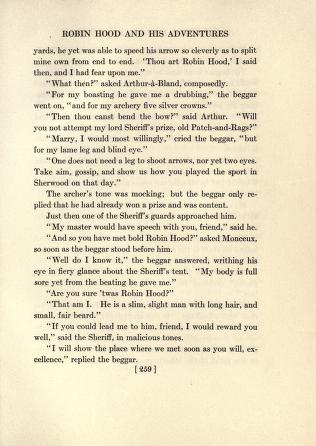 ROBIN HOOD AND HIS ADVENTURES
yards, he yet was able to speed his arrow so cleverly as to split
mine own from end to end. 'Thou art Robin Hood,' I said
then, and I had fear upon me."
"What then?" asked Arthur-à-Bland, composedly.
"For my boasting he gave me a drubbing," the beggar
went on, "and for my archery five silver crowns."
"Then thou canst bend the bow?" said Arthur. "Will
you not attempt my lord Sheriff's prize, old Patch-and-Rags?"
"Marry, I would most willingly," cried the beggar, "but
for my lame leg and blind eye."
"One does not need a leg to shoot arrows, nor yet two eyes.
Take aim, gossip, and show us how you played the sport in
Sherwood on that day."
The archer's tone was mocking; but the beggar only re-
plied that he had already won a prize and was content.
Just then one of the Sheriff's guards approached him.
"My master would have speech with you, friend," said he.
"And so you have met bold Robin Hood?" asked Monceux,
so soon as the beggar stood before him.
"Well do I know it," the beggar answered, writhing his
eye in fiery glance about the Sheriff's tent. "My body is full
sore yet from the beating he gave me."
"Are you sure 'twas Robin Hood?"
"That am I. He is a slim, slight man with long hair, and
small, fair beard."
"If you could lead me to him, friend, I would reward you
well," said the Sheriff, in malicious tones.
"I will show the place where we met soon as you will, ex-
cellence," replied the beggar.
[ 259 ]